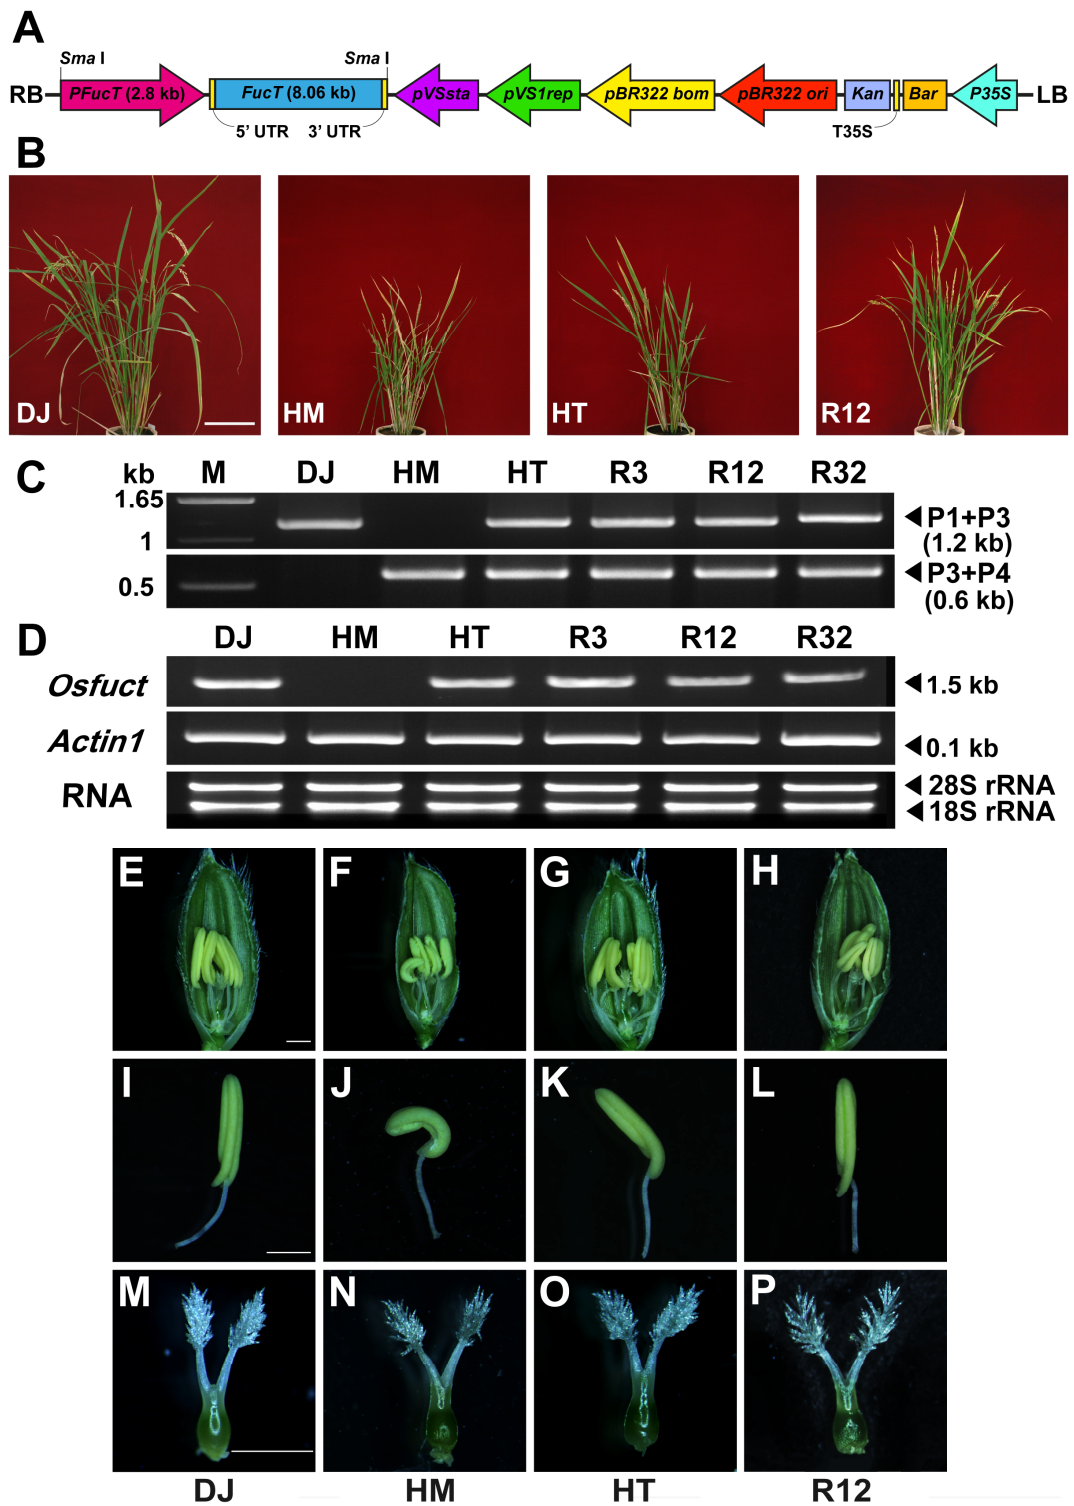 A
Sma I
Sma I
RB
PFucT (2.8 kb)
FucT (8.06 kb)
pVSsta
pVS1rep
pBR322 bom
pBR322 ori
Kan
Bar
P35S
LB
5’ UTR
3’ UTR
T35S
B
DJ
HM
HT
R12
C
kb M DJ HM HT R3 R12 R32
1.65
1
0.5
P1+P3
(1.2 kb)
P3+P4
(0.6 kb)
D
DJ HM HT R3 R12 R32
Osfuct
1.5 kb
Actin1
0.1 kb
RNA
28S rRNA
18S rRNA
E
F
G
H
I
J
K
L
M
N
O
P
DJ HM HT R12